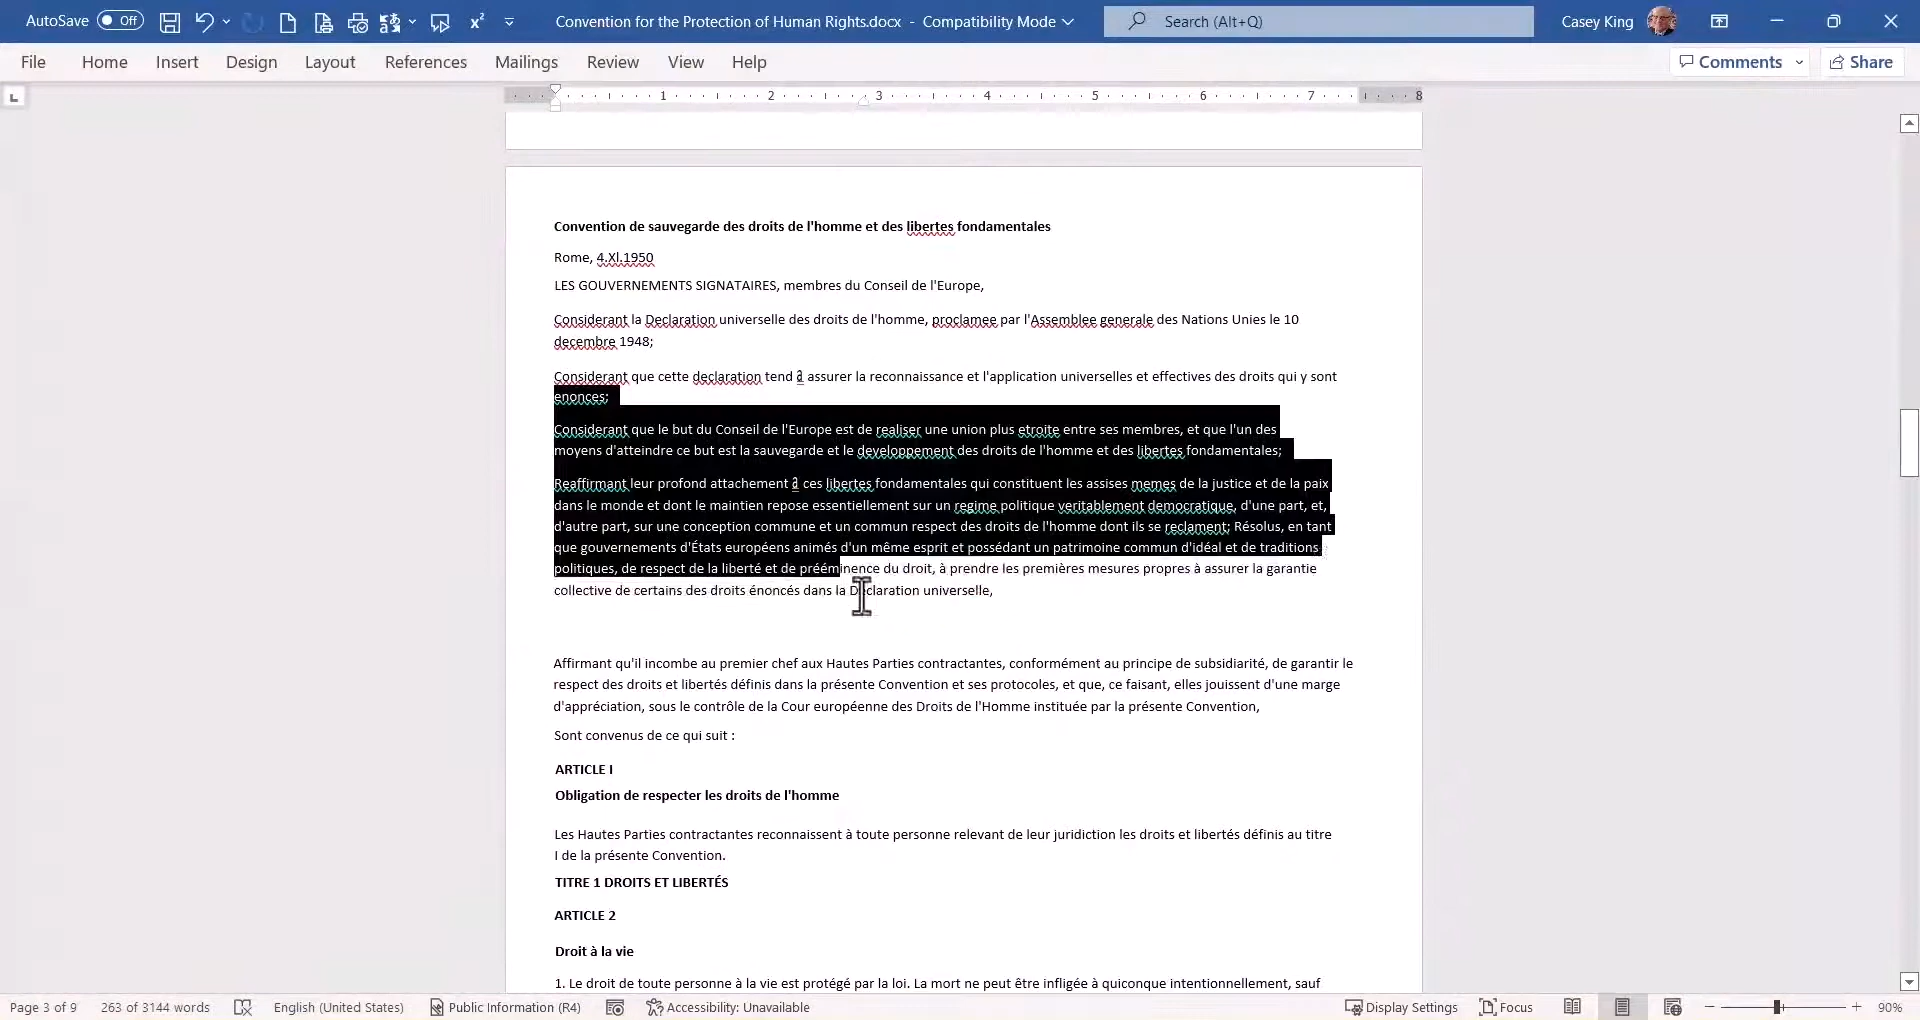 AutoSave Off Convention for the Protection of Human Rights.docx - Compatibility Mode Search (Alt+Q) Casey King
File Home Insert Design Layout References Mailings Review View Help Comments Share
1 2 3 4 5 6 7 8
Convention de sauvegarde des droits de l'homme et des libertes fondamentales
Rome, 4.Xl.1950
LES GOUVERNEMENTS SIGNATAIRES, membres du Conseil de l'Europe,
Considerant la Declaration universelle des droits de l'homme, proclamee par l'Assemblee generale des Nations Unies le 10
decembre 1948;
Considerant que cette declaration tend â assurer la reconnaissance et l'application universelles et effectives des droits qui y sont
enonces;
Considerant que le but du Conseil de l'Europe est de realiser une union plus etroite entre ses membres, et que l'un des
moyens d'atteindre ce but est la sauvegarde et le developpement des droits de l'homme et des libertes fondamentales;
Reaffirmant leur profond attachement â ces libertes fondamentales qui constituent les assises memes de la justice et de la paix
dans le monde et dont le maintien repose essentiellement sur un regime politique veritablement democratique, d'une part, et,
d'autre part, sur une conception commune et un commun respect des droits de l'homme dont ils se reclament; Résolus, en tant
que gouvernements d'États européens animés d'un même esprit et possédant un patrimoine commun d'idéal et de traditions
politiques, de respect de la liberté et de prééminence du droit, à prendre les premières mesures propres à assurer la garantie
collective de certains des droits énoncés dans la Déclaration universelle,
Affirmant qu'il incombe au premier chef aux Hautes Parties contractantes, conformément au principe de subsidiarité, de garantir le
respect des droits et libertés définis dans la présente Convention et ses protocoles, et que, ce faisant, elles jouissent d'une marge
d'appréciation, sous le contrôle de la Cour européenne des Droits de l'Homme instituée par la présente Convention,
Sont convenus de ce qui suit :
ARTICLE I
Obligation de respecter les droits de l'homme
Les Hautes Parties contractantes reconnaissent à toute personne relevant de leur juridiction les droits et libertés définis au titre
I de la présente Convention.
TITRE 1 DROITS ET LIBERTÉS
ARTICLE 2
Droit à la vie
1. Le droit de toute personne à la vie est protégé par la loi. La mort ne peut être infligée à quiconque intentionnellement, sauf
Page 3 of 9 263 of 3144 words English (United States) Public Information (R4) Accessibility: Unavailable Display Settings Focus 90%